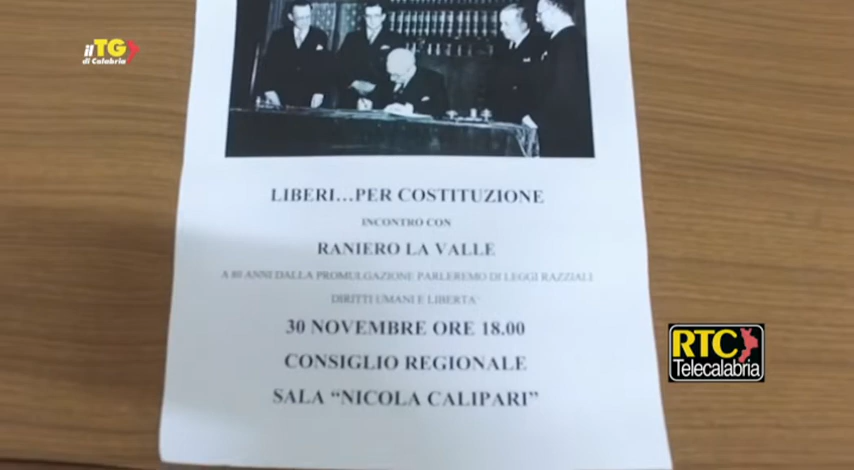 il TG
di Calabria
LIBERI...PER COSTITUZIONE
INCONTRO CON
RANIERO LA VALLE
A 80 ANNI DALLA PROMULGAZIONE PARLEREMO DI LEGGI RAZZIALI
DIRITTI UMANI E LIBERTA'
30 NOVEMBRE ORE 18.00
CONSIGLIO REGIONALE
SALA “NICOLA CALIPARI”
RTC
Telecalabria